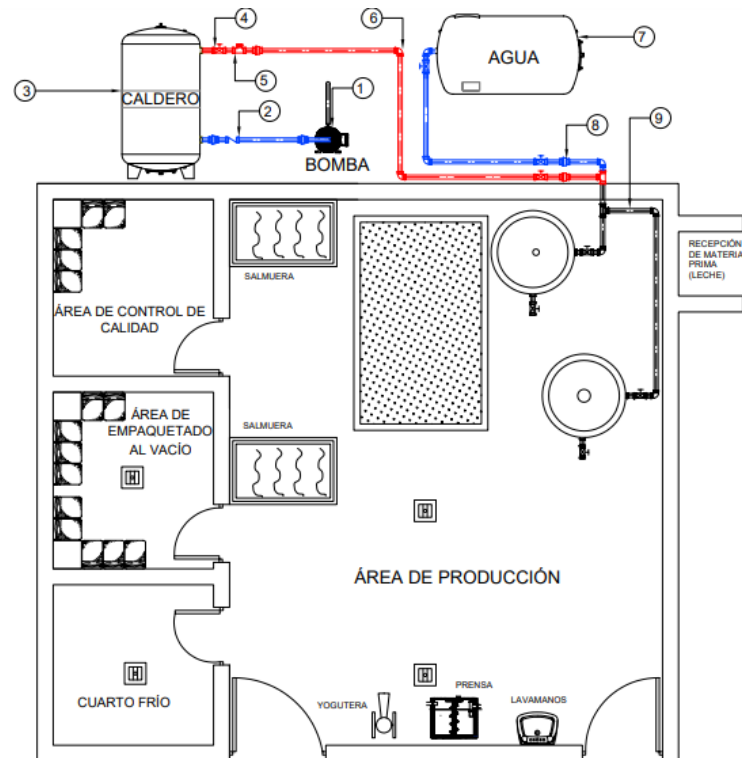 4
6
AGUA
7
5
3
CALDERO
2
1
8
9
BOMBA
RECEPCIÓN
DE MATERIA
PRIMA
(LECHE)
SALMUERA
ÁREA DE CONTROL DE
CALIDAD
ÁREA DE
EMPAQUETADO
AL VACÍO
SALMUERA
ÁREA DE PRODUCCIÓN
CUARTO FRÍO
YOGUTERA
PRENSA
LAVAMANOS